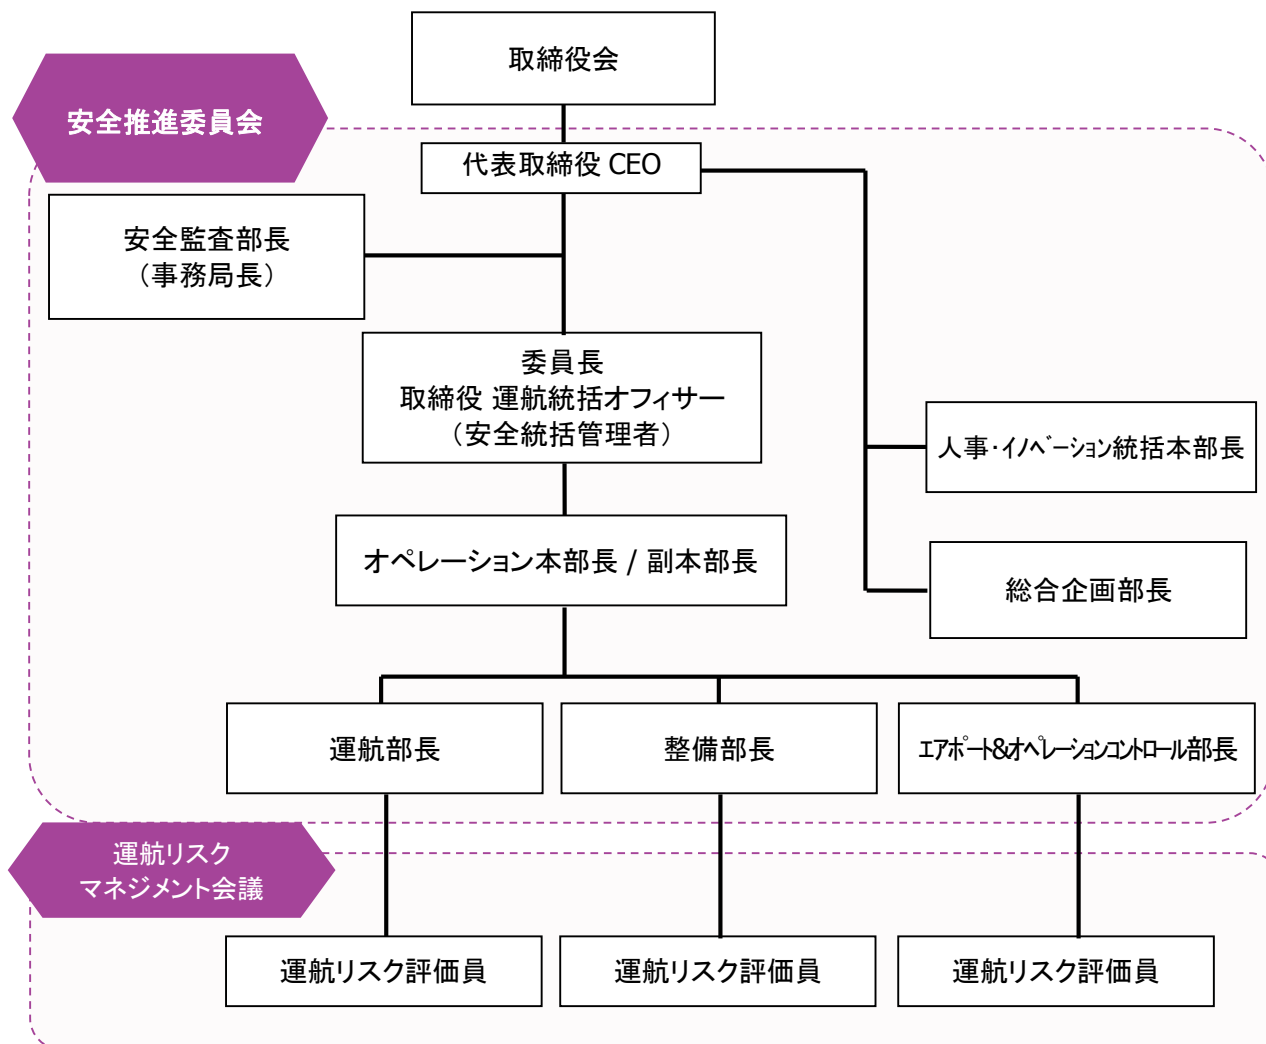 取締役会
安全推進委員会
代表取締役 CEO
安全監査部長
（事務局長）
委員長
取締役 運航統括オフィサー
（安全統括管理者）
人事・イノベーション統括本部長
オペレーション本部長 / 副本部長
総合企画部長
運航部長
整備部長
エアポート&オペレーションコントロール部長
運航リスク
マネジメント会議
運航リスク評価員
運航リスク評価員
運航リスク評価員